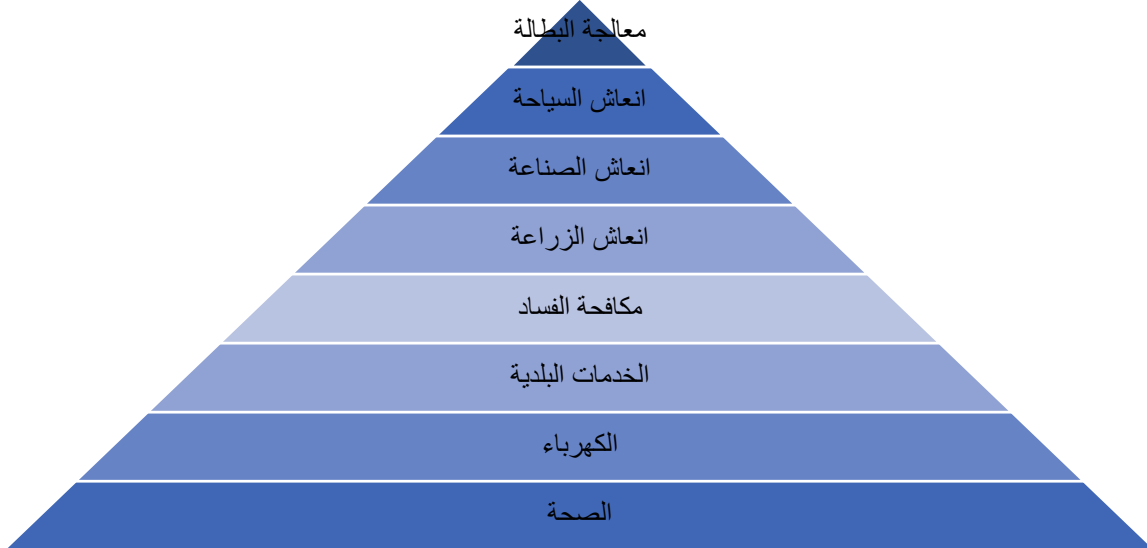 معالجة البطالة
انعاش السياحة
انعاش الصناعة
انعاش الزراعة
مكافحة الفساد
الخدمات البلدية
الكهرباء
الصحة